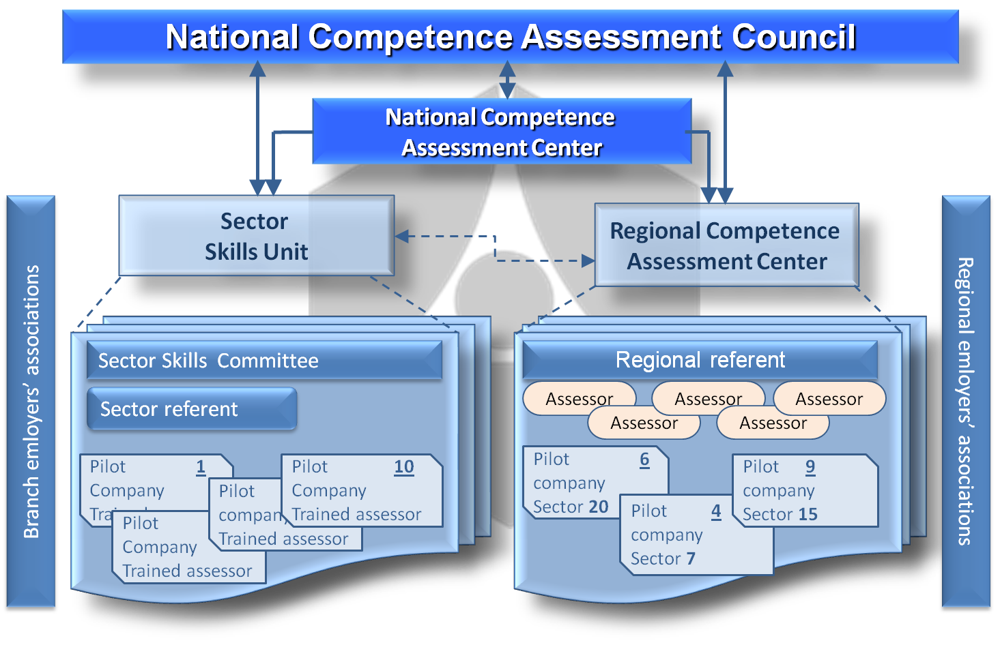 National Competence Assessment Council
National Competence
Assessment Center
Sector
Skills Unit
Regional Competence
Assessment Center
Branch emloyers’ associations
Regional emloyers’ associations
Sector Skills Committee
Sector referent
Pilot 1
Company
Pilot
Company
Trained assessor
Pilot
company
Trained assessor
Pilot 10
Company
Trained assessor
Regional referent
Assessor
Assessor
Assessor
Assessor
Assessor
Pilot 6
company
Sector 20
Pilot 4
company
Sector 7
Pilot 9
company
Sector 15